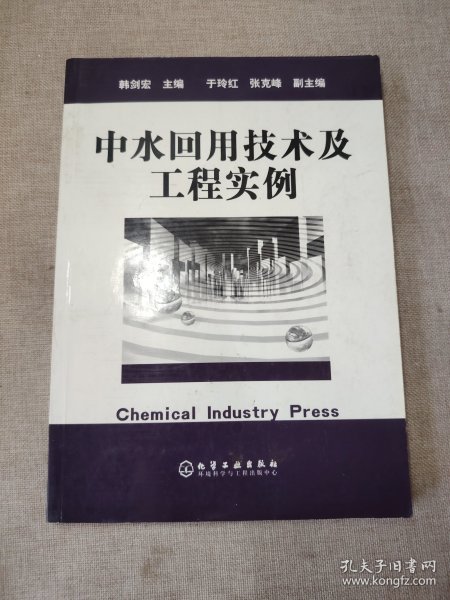 韩剑宏 主编 于玲红 张克峰 副主编
中水回用技术及
工程实例
Chemical Industry Press
化学工业出版社
环境科学与工程出版中心
孔夫子旧书网
www.kongfz.com